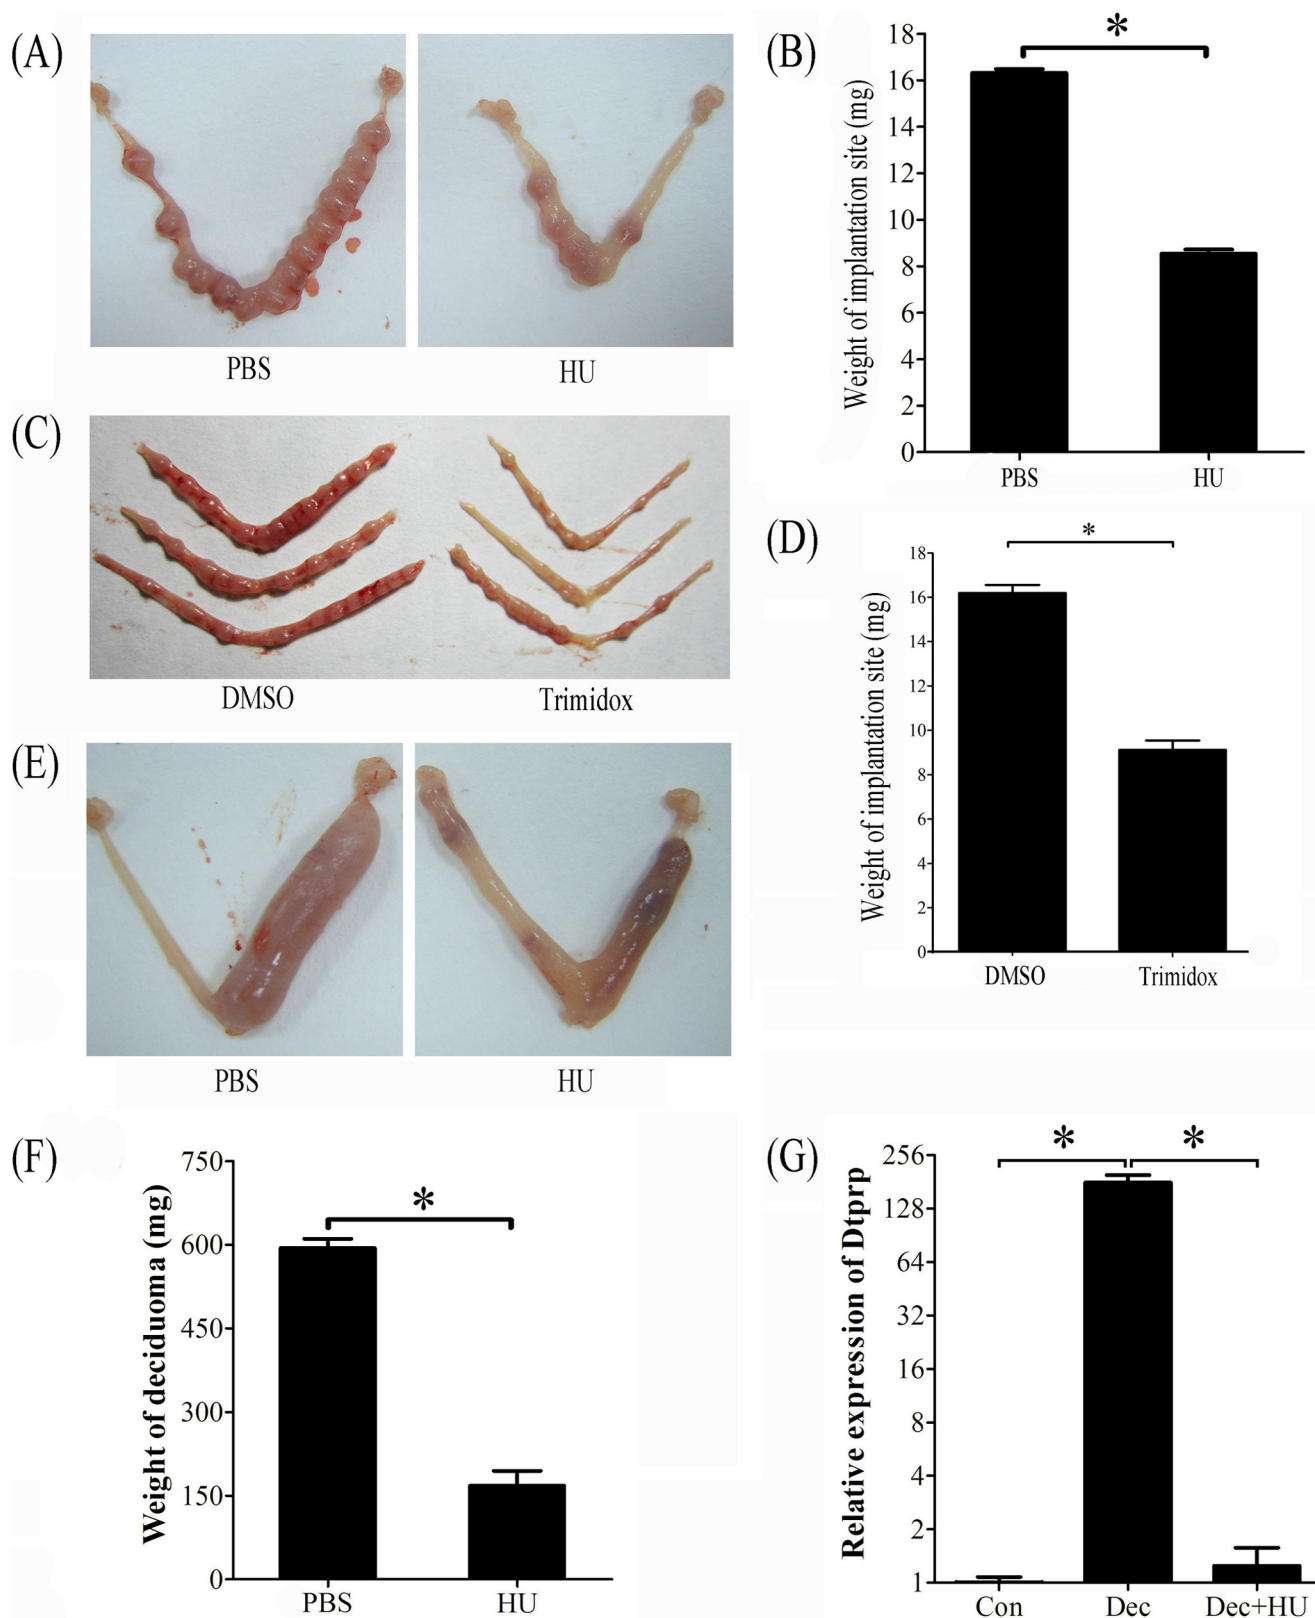 (A)
PBS
HU
(B)
Weight of implantation site (mg)
18
16
14
12
10
8
6
4
2
0
*
PBS
HU
(C)
DMSO
Trimidox
(D)
Weight of implantation site (mg)
18
16
14
12
10
8
6
4
2
0
*
DMSO
Trimidox
(E)
PBS
HU
(F)
Weight of deciduoma (mg)
750
600
450
300
150
0
*
PBS
HU
(G)
Relative expression of Dtprp
256
128
64
32
16
8
4
2
1
*
*
Con
Dec
Dec+HU